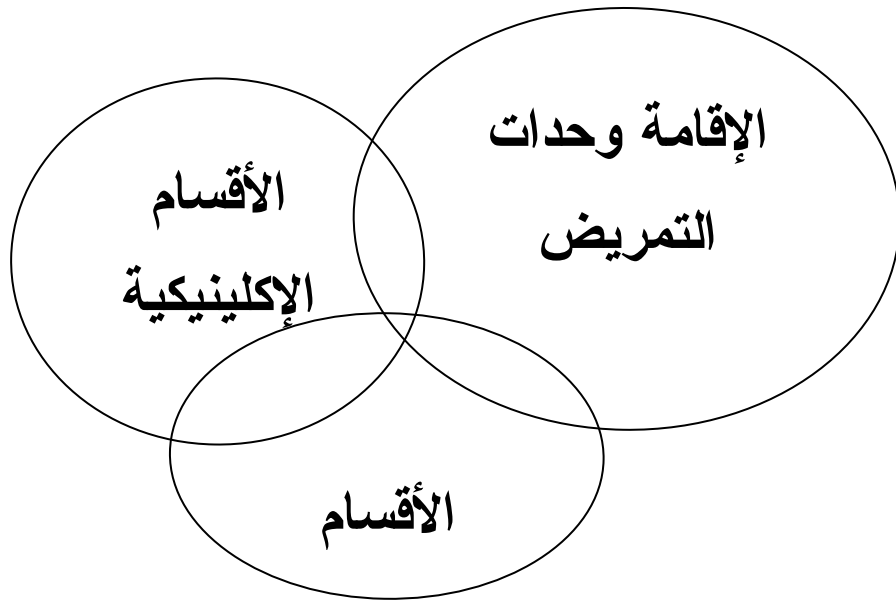 الإقامة وحدات
التمريض
الأقسام
الإكلينيكية
الأقسام